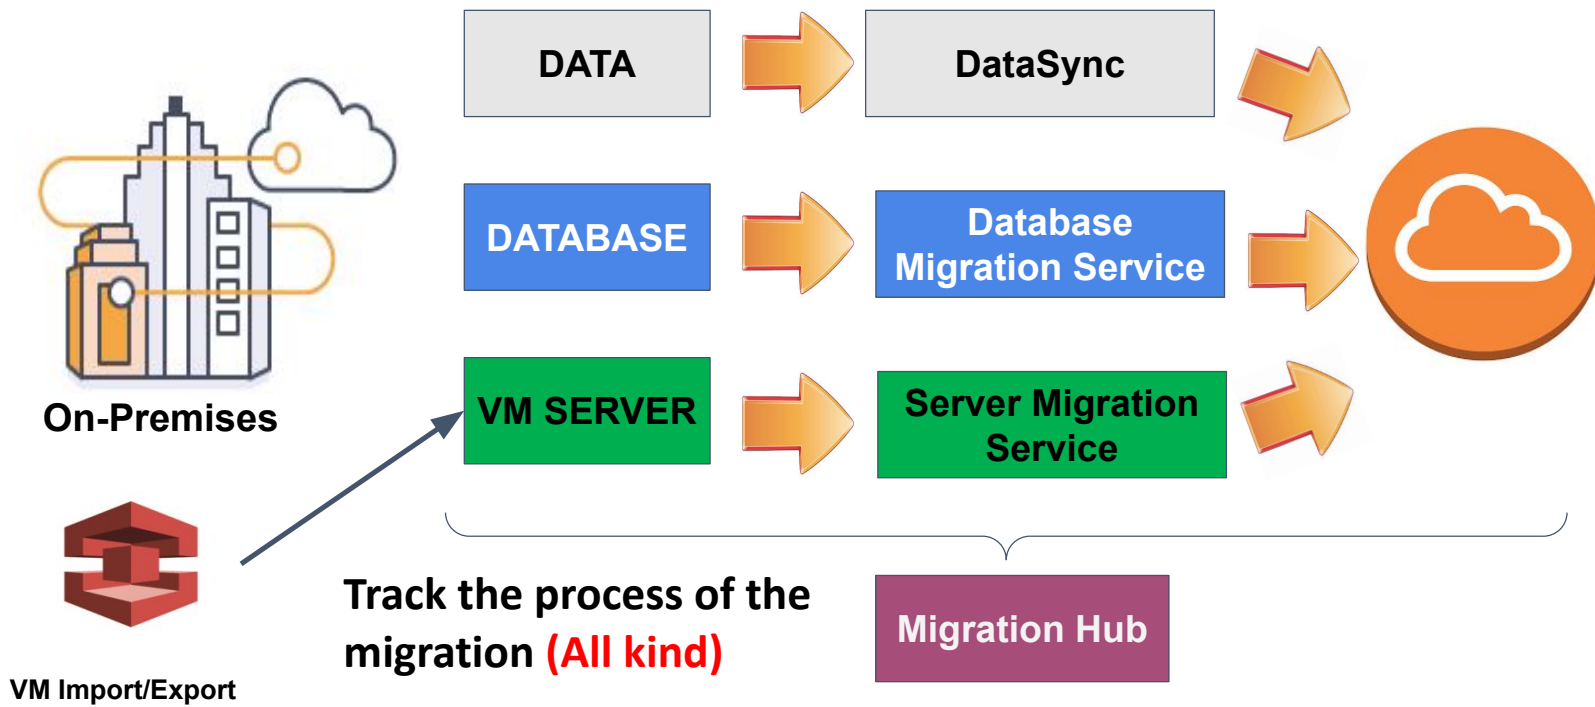 DATA
DataSync
DATABASE
Database
Migration Service
On-Premises
VM SERVER
Server Migration
Service
Track the process of the
migration (All kind)
Migration Hub
VM Import/Export